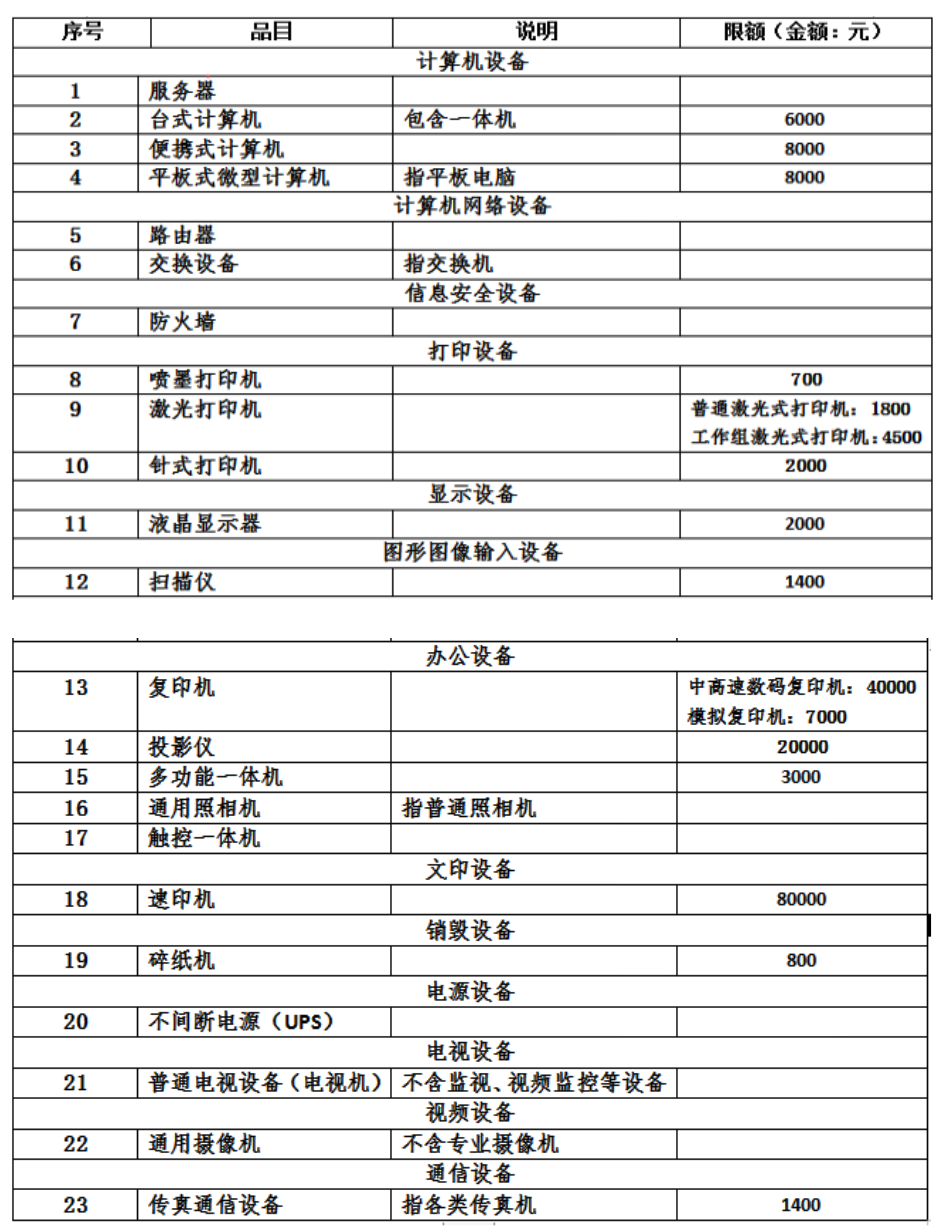 序号 品目 说明 限额（金额：元）
计算机设备
1 服务器
2 台式计算机 包含一体机 6000
3 便携式计算机 8000
4 平板式微型计算机 指平板电脑 8000
计算机网络设备
5 路由器
6 交换设备 指交换机
信息安全设备
7 防火墙
打印设备
8 喷墨打印机 700
9 激光打印机 普通激光式打印机：1800
工作组激光式打印机：4500
10 针式打印机 2000
显示设备
11 液晶显示器 2000
图形图像输入设备
12 扫描仪 1400
办公设备
13 复印机 中高速数码复印机：40000
模拟复印机：7000
14 投影仪 20000
15 多功能一体机 3000
16 通用照相机 指普通照相机
17 触控一体机
文印设备
18 速印机 80000
销毁设备
19 碎纸机 800
电源设备
20 不间断电源（UPS）
电视设备
21 普通电视设备（电视机） 不含监视、视频监控等设备
视频设备
22 通用摄像机 不含专业摄像机
通信设备
23 传真通信设备 指各类传真机 1400